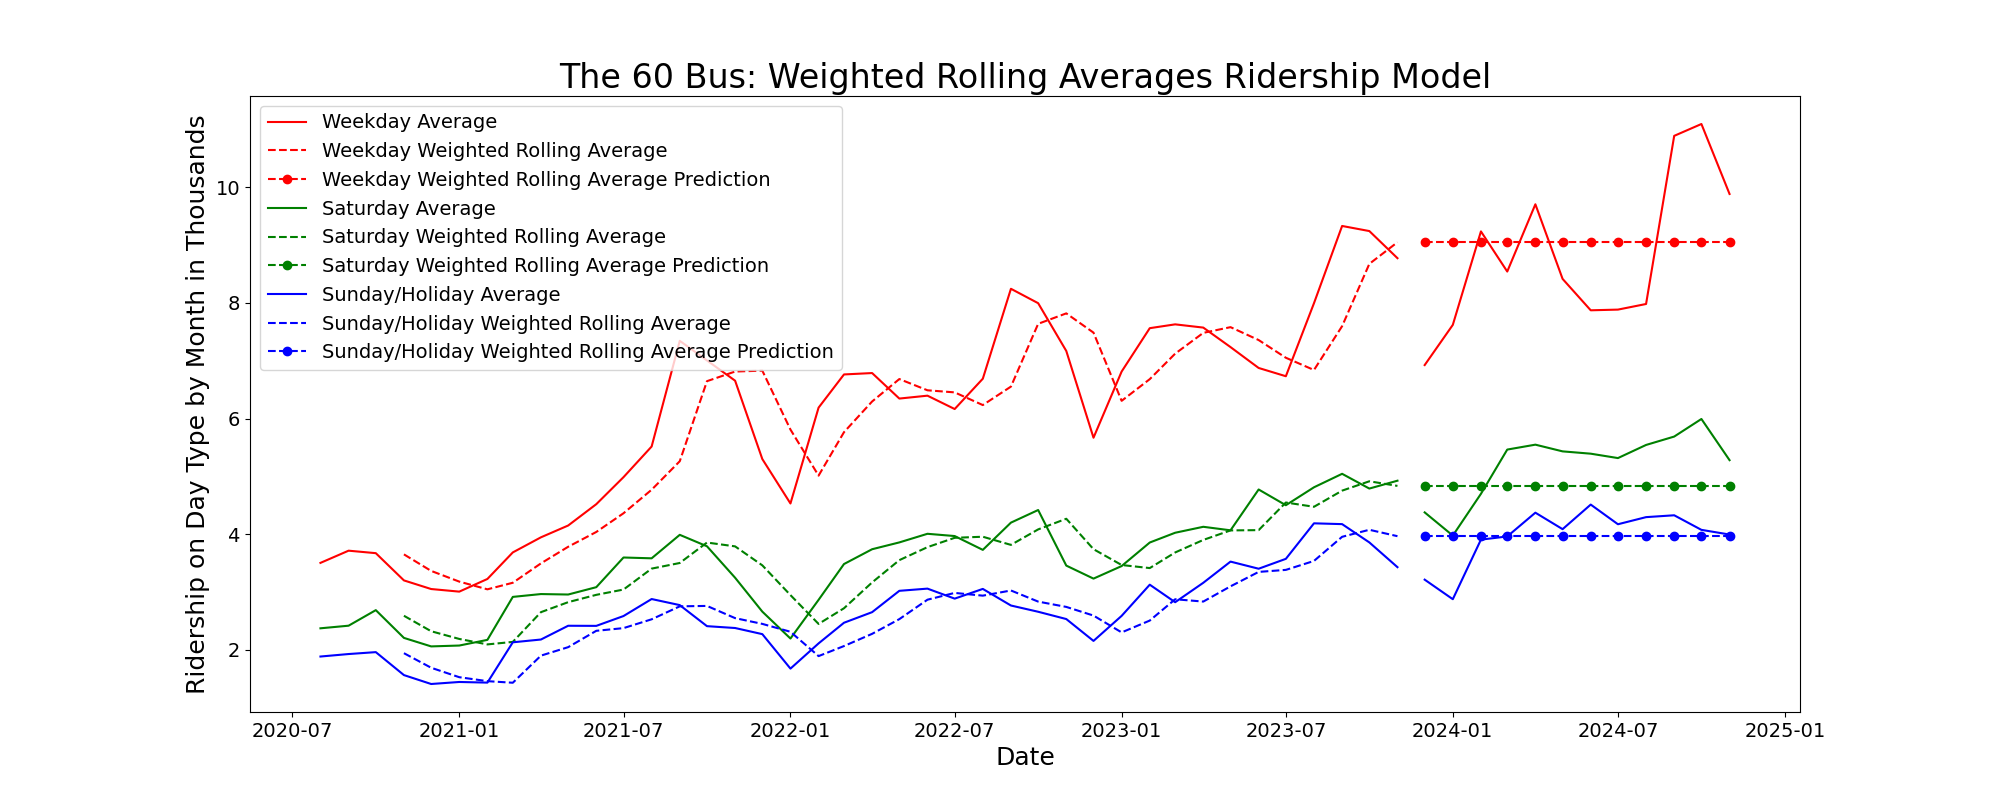 The 60 Bus: Weighted Rolling Averages Ridership Model
Weekday Average
Weekday Weighted Rolling Average
Weekday Weighted Rolling Average Prediction
Saturday Average
Saturday Weighted Rolling Average
Saturday Weighted Rolling Average Prediction
Sunday/Holiday Average
Sunday/Holiday Weighted Rolling Average
Sunday/Holiday Weighted Rolling Average Prediction
Ridership on Day Type by Month in Thousands
10
8
6
4
2
2020-07 2021-01 2021-07 2022-01 2022-07 2023-01 2023-07 2024-01 2024-07 2025-01
Date